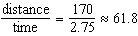 distance/time = 170/2.75 ≈ 61.8